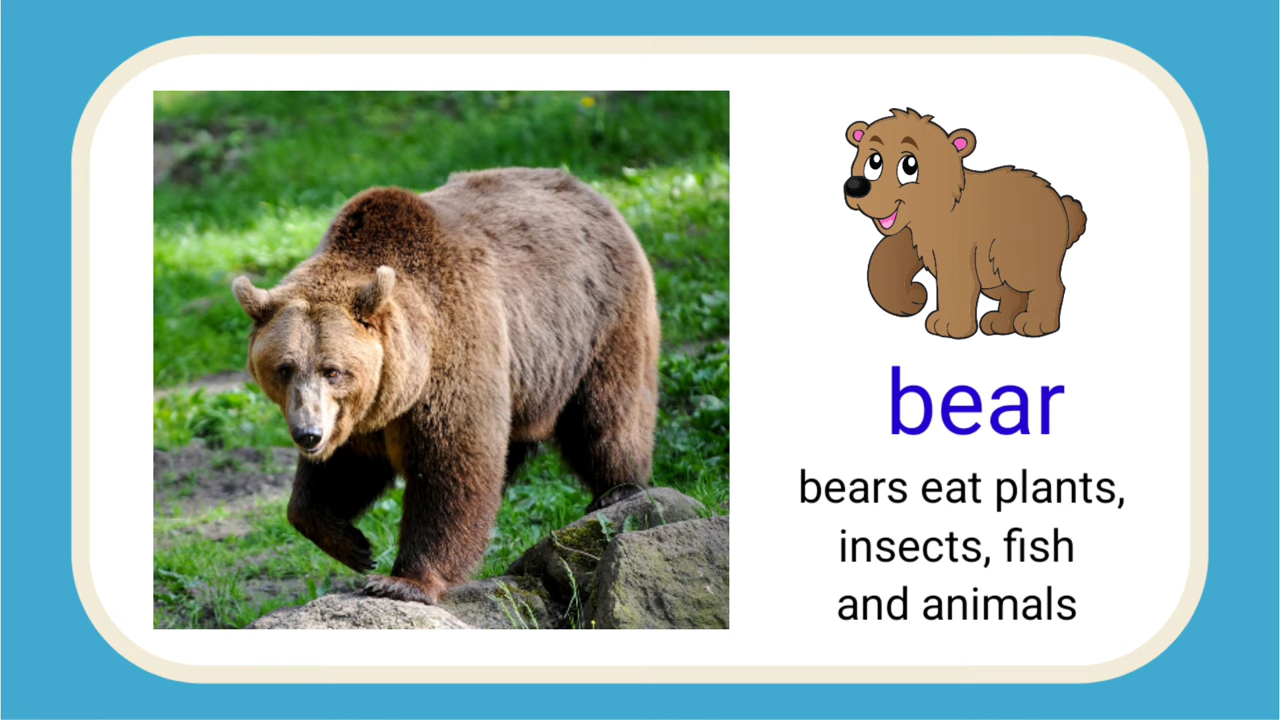 bear
bears eat plants,
insects, fish
and animals